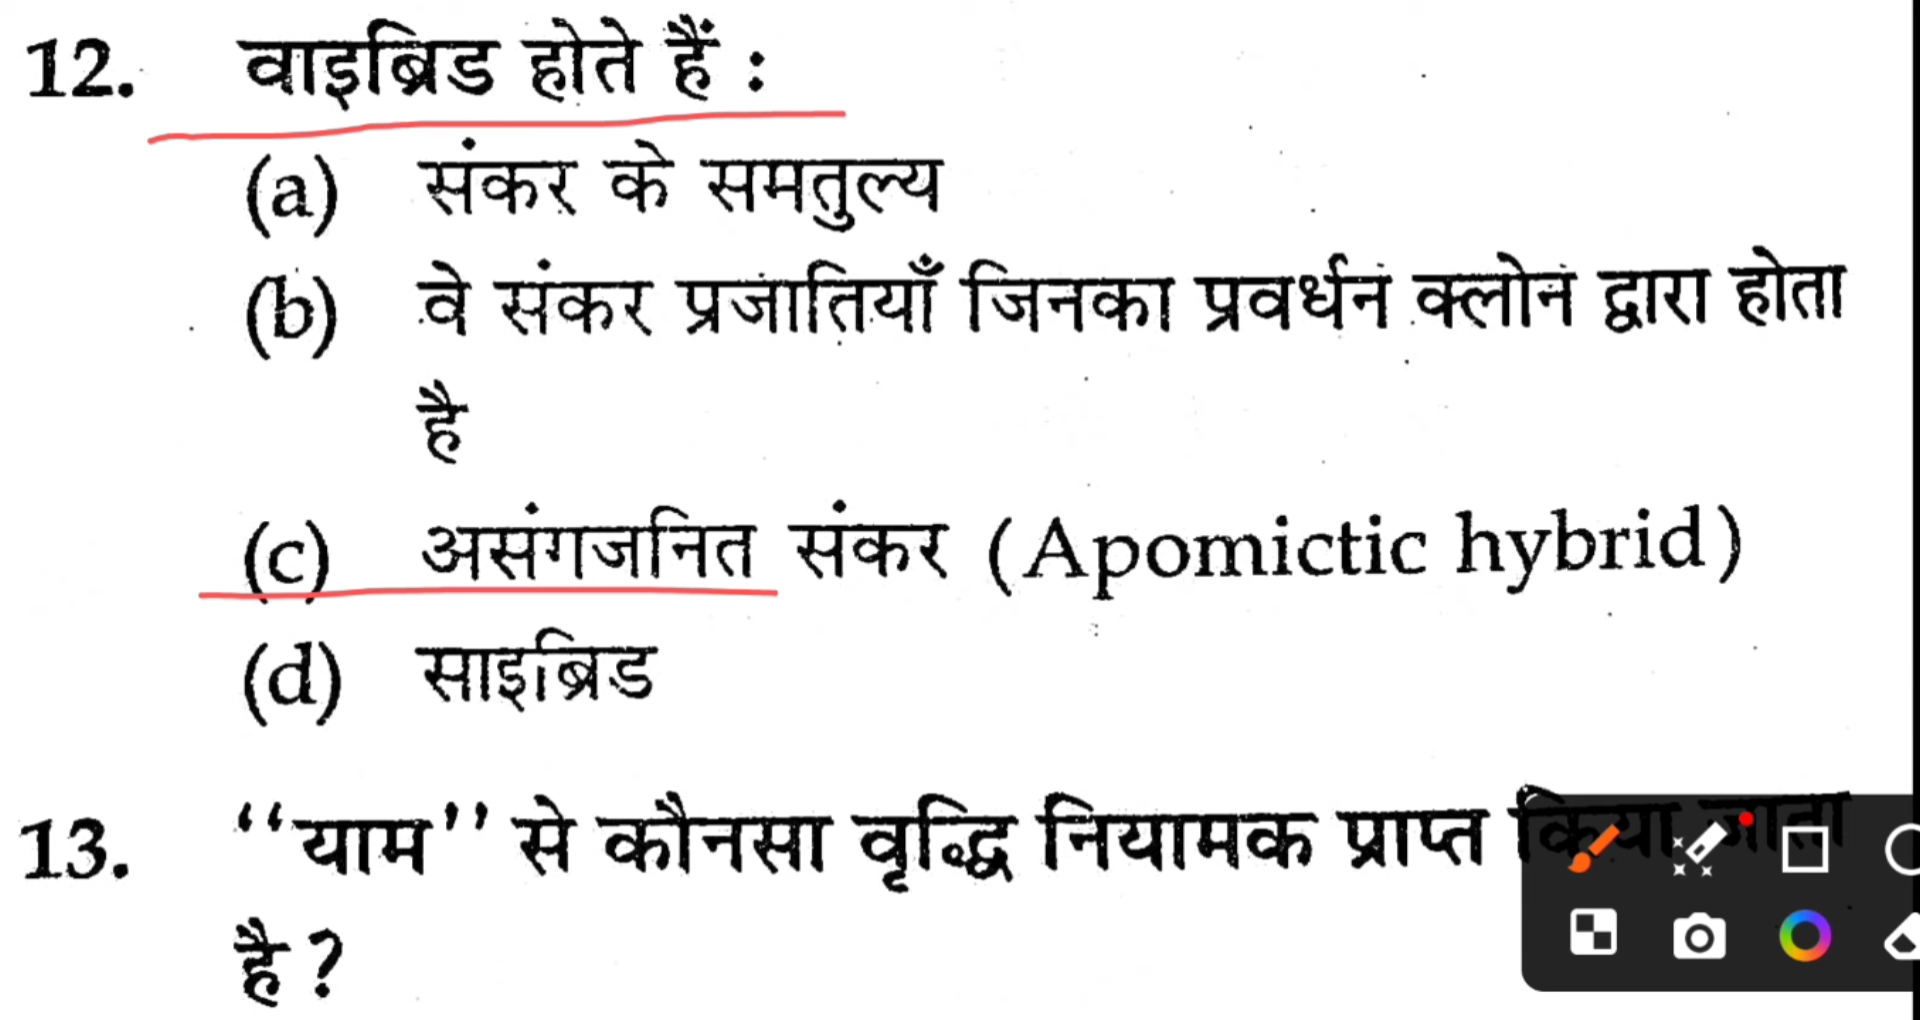 12. वाइब्रिड होते हैं :
(a) संकर के समतुल्य
(b) वे संकर प्रजातियाँ जिनका प्रवर्धन क्लोन द्वारा होता
है
(c) असंगजनित संकर (Apomictic hybrid)
(d) साइब्रिड
13. “याम” से कौनसा वृद्धि नियामक प्राप्त किया जाता
है?